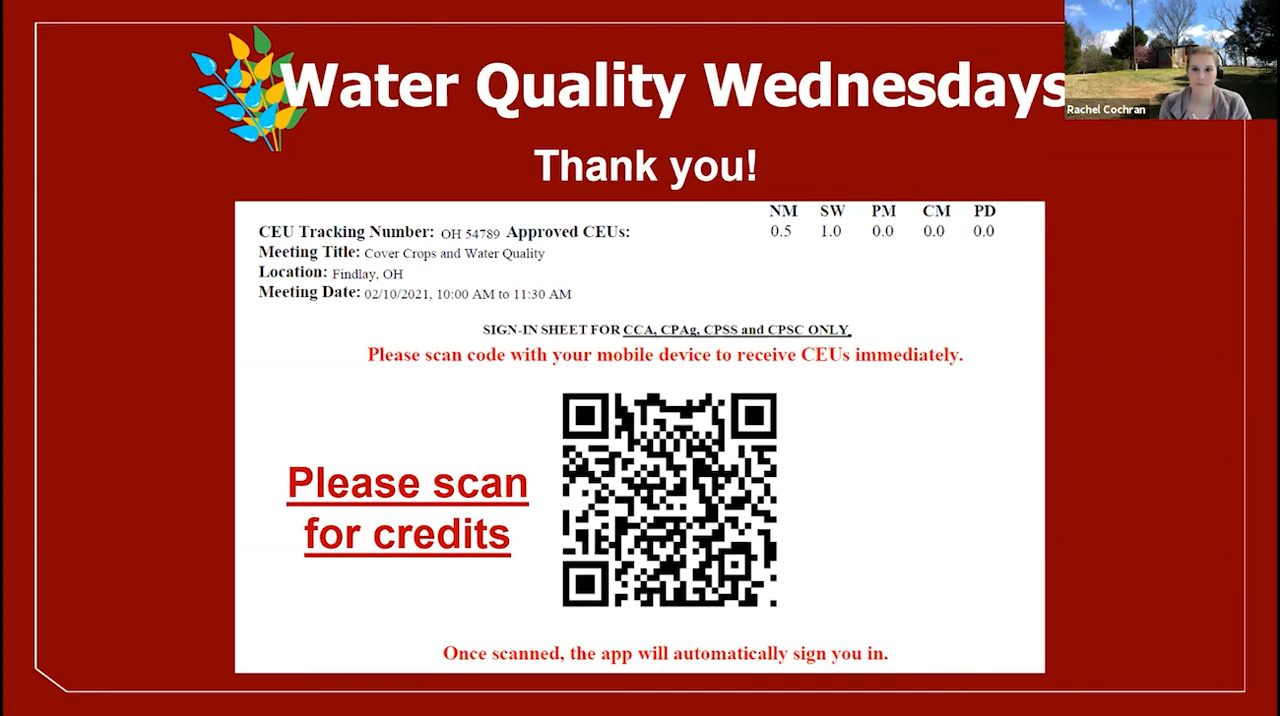 Water Quality Wednesdays
Rachel Cochran
Thank you!
NM SW PM CM PD
CEU Tracking Number: OH 54789 Approved CEUs: 0.5 1.0 0.0 0.0 0.0
Meeting Title: Cover Crops and Water Quality
Location: Findlay, OH
Meeting Date: 02/10/2021, 10:00 AM to 11:30 AM
SIGN-IN SHEET FOR CCA, CPAg, CPSS and CPSC ONLY.
Please scan code with your mobile device to receive CEUs immediately.
Please scan
for credits
Once scanned, the app will automatically sign you in.